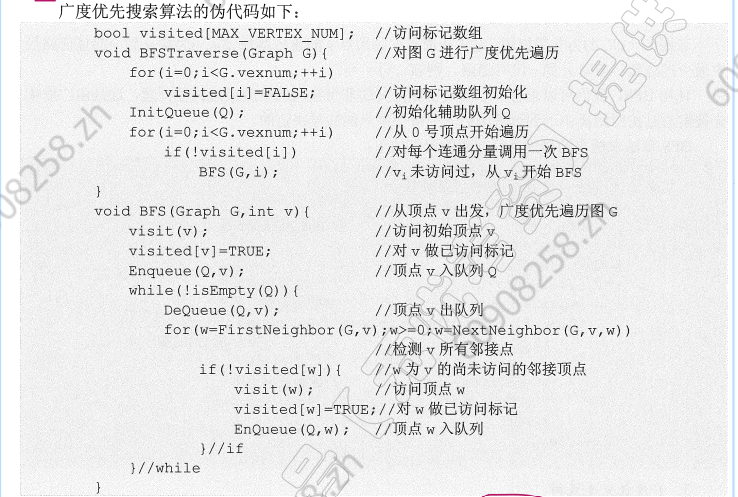 广度优先搜索算法的伪代码如下：
bool visited[MAX_VERTEX_NUM]; //访问标记数组
void BFSTraverse(Graph G){ //对图 G 进行广度优先遍历
for(i=0;i<G.vexnum;++i)
visited[i]=FALSE; //访问标记数组初始化
InitQueue(Q); //初始化辅助队列 Q
for(i=0;i<G.vexnum;++i) //从 0 号顶点开始遍历
if(!visited[i]) //对每个连通分量调用一次 BFS
BFS(G,i); //vi 未访问过，从 vi 开始 BFS
}
void BFS(Graph G,int v){ //从顶点 v 出发，广度优先遍历图 G
visit(v); //访问初始顶点 v
visited[v]=TRUE; //对 v 做已访问标记
Enqueue(Q,v); //顶点 v 入队列 Q
while(!isEmpty(Q)){
DeQueue(Q,v); //顶点 v 出队列
for(w=FirstNeighbor(G,v);w>=0;w=NextNeighbor(G,v,w))
//检测 v 所有邻接点
if(!visited[w]){ //w 为 v 的尚未访问的邻接顶点
visit(w); //访问顶点 w
visited[w]=TRUE;//对 w 做已访问标记
EnQueue(Q,w); //顶点 w 入队列
}//if
}//while
}